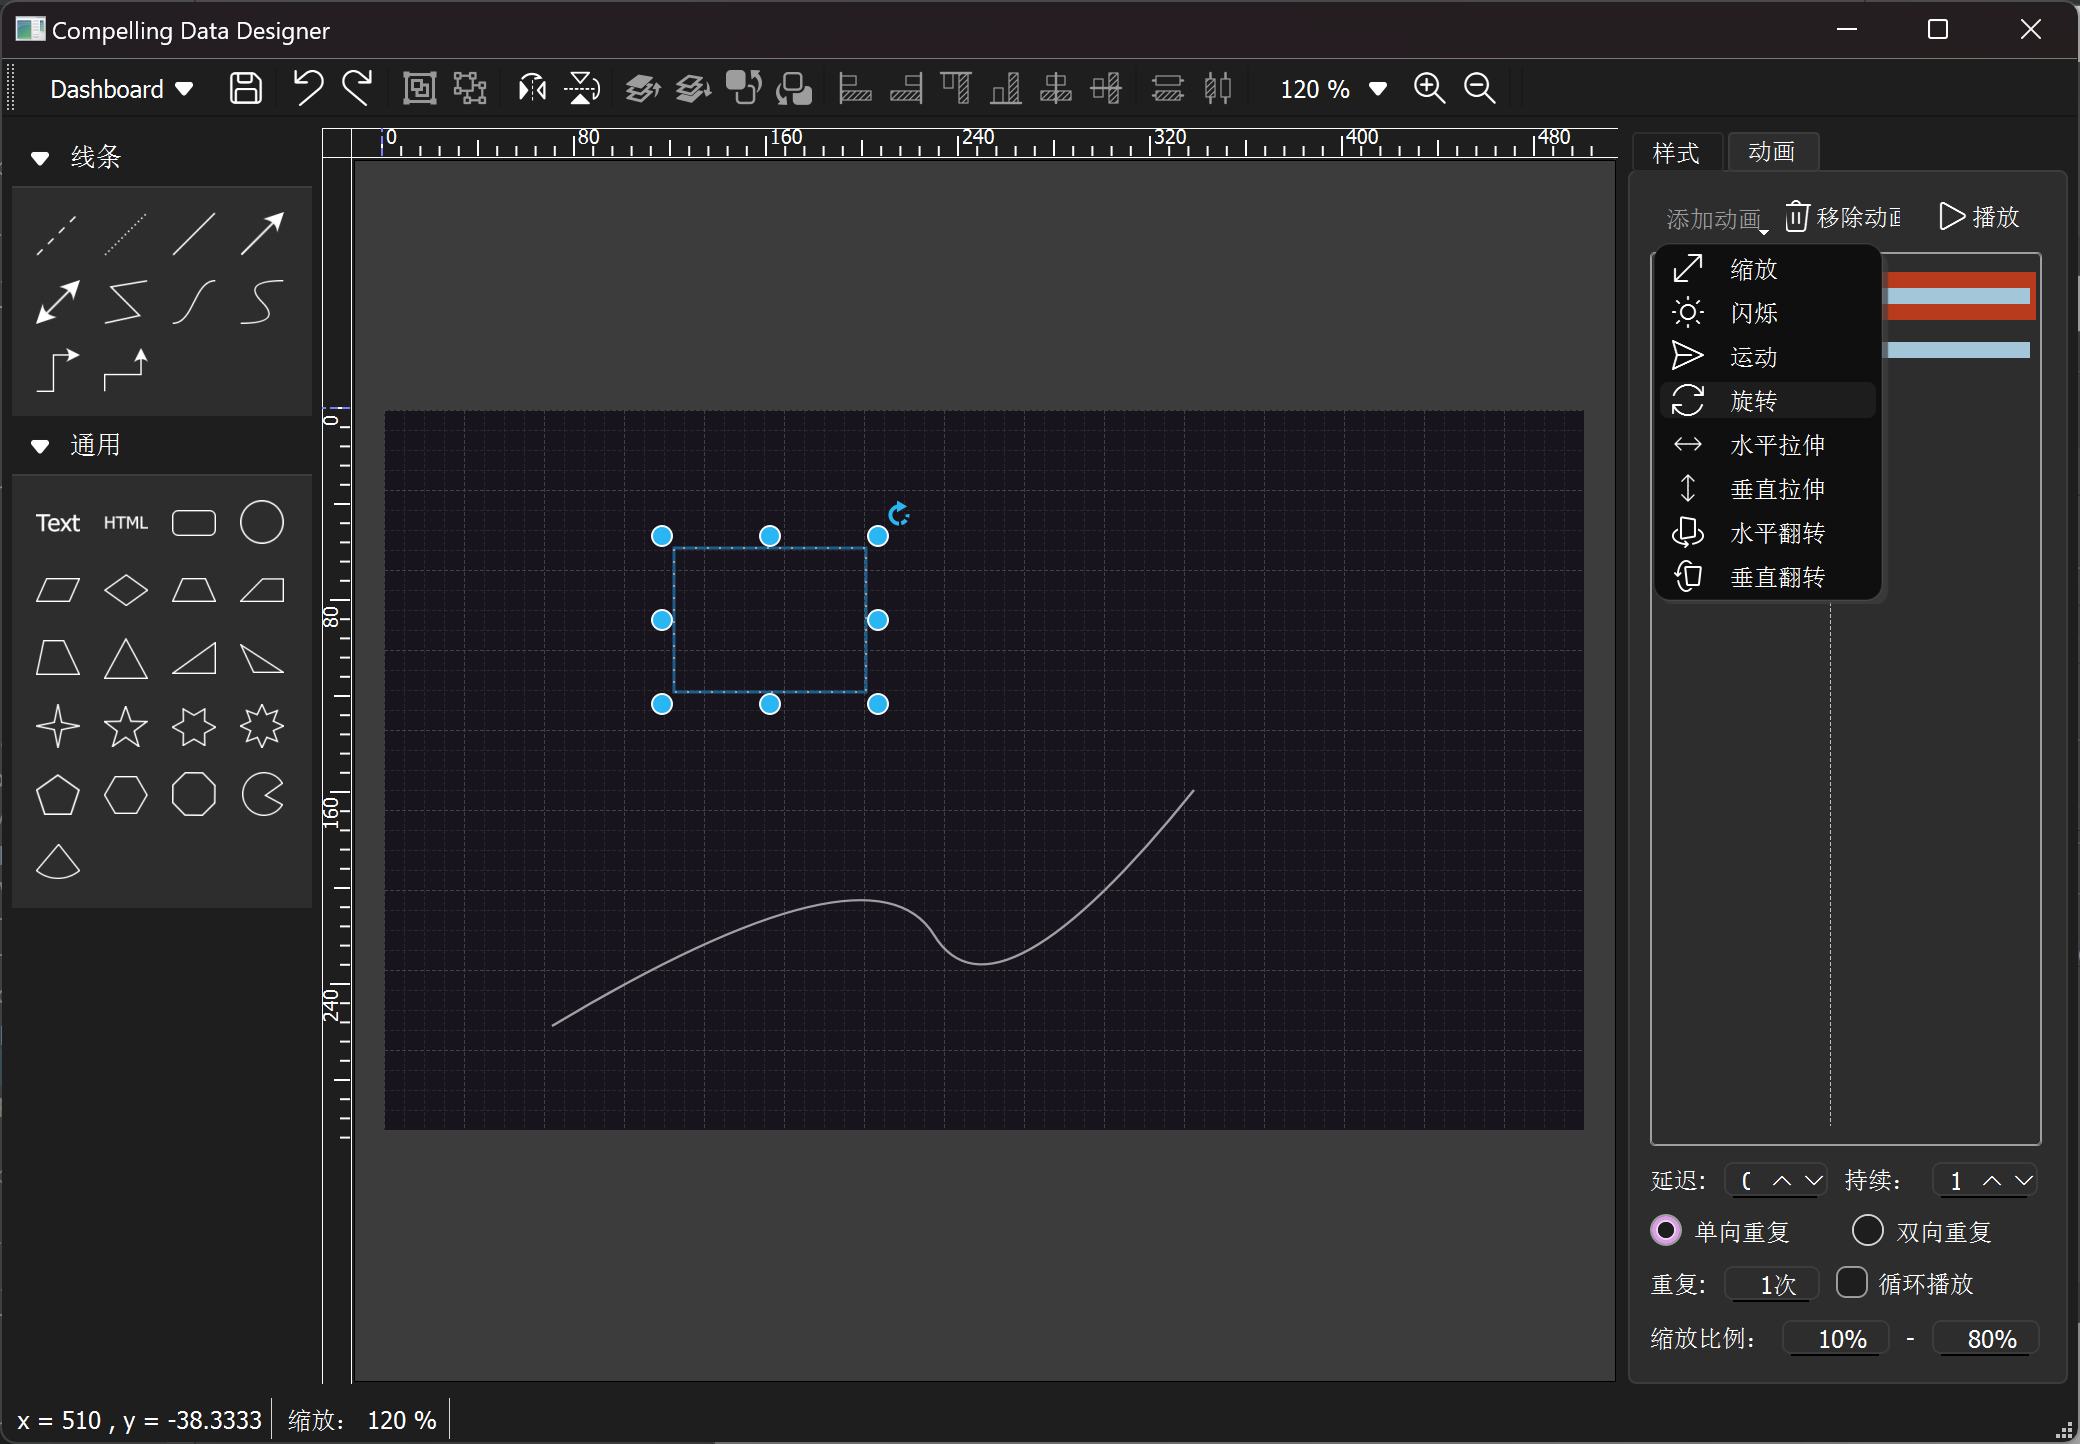 Compelling Data Designer
Dashboard
120 %
线条
通用
Text HTML
0 80 160 240 320 400 480
0
80
160
240
样式 动画
添加动画 移除动画 播放
缩放
闪烁
运动
旋转
水平拉伸
垂直拉伸
水平翻转
垂直翻转
延迟: 持续: 1
单向重复 双向重复
重复: 1次 循环播放
缩放比例: 10% - 80%
x = 510 , y = -38.3333 缩放: 120 %